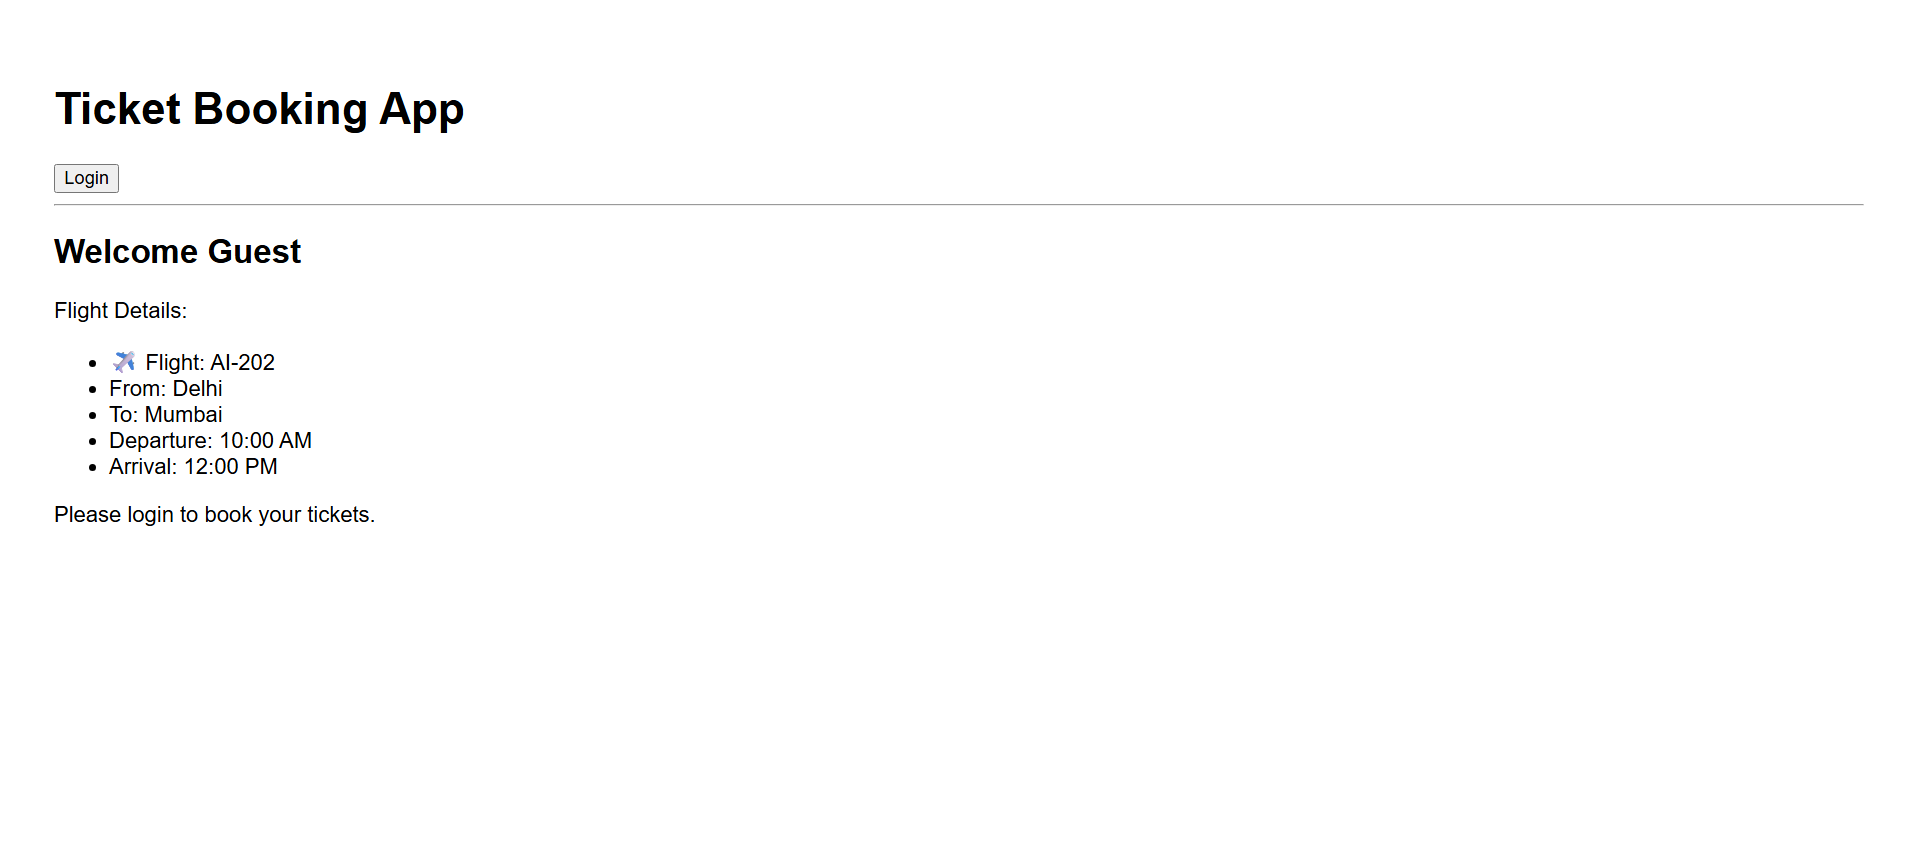 Ticket Booking App
Login
Welcome Guest
Flight Details:
• ✈️ Flight: AI-202
• From: Delhi
• To: Mumbai
• Departure: 10:00 AM
• Arrival: 12:00 PM
Please login to book your tickets.